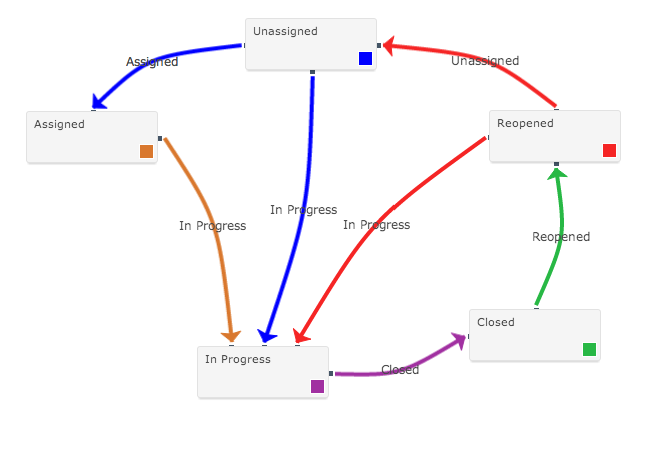 Unassigned
Assigned
Unassigned
Assigned
Reopened
In Progress
In Progress
In Progress
Reopened
Closed
In Progress
Closed